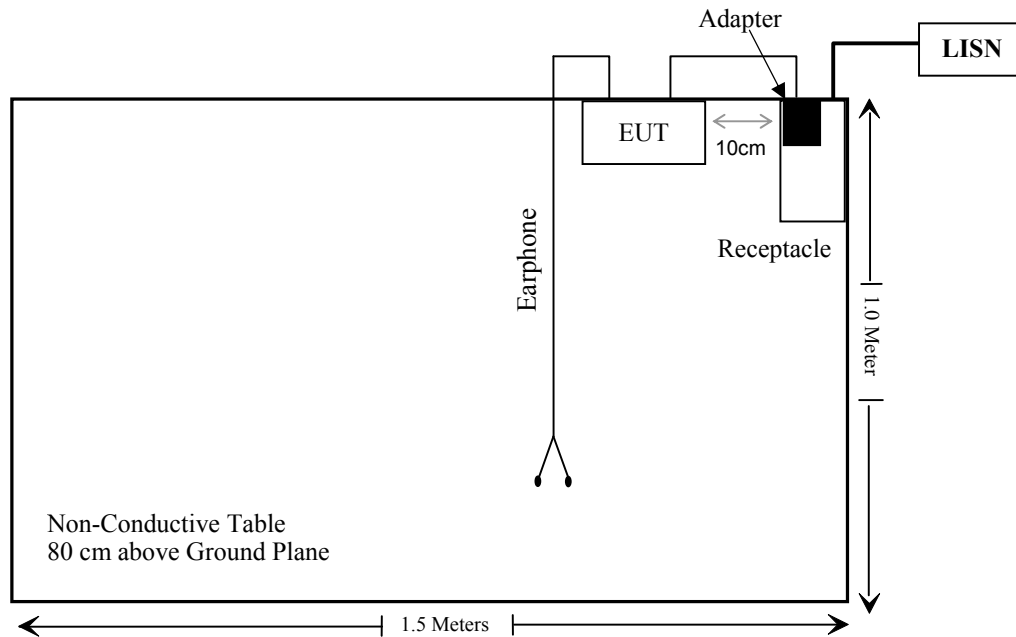 Adapter
LISN
EUT
10cm
Receptacle
Earphone
1.0 Meter
Non-Conductive Table
80 cm above Ground Plane
1.5 Meters